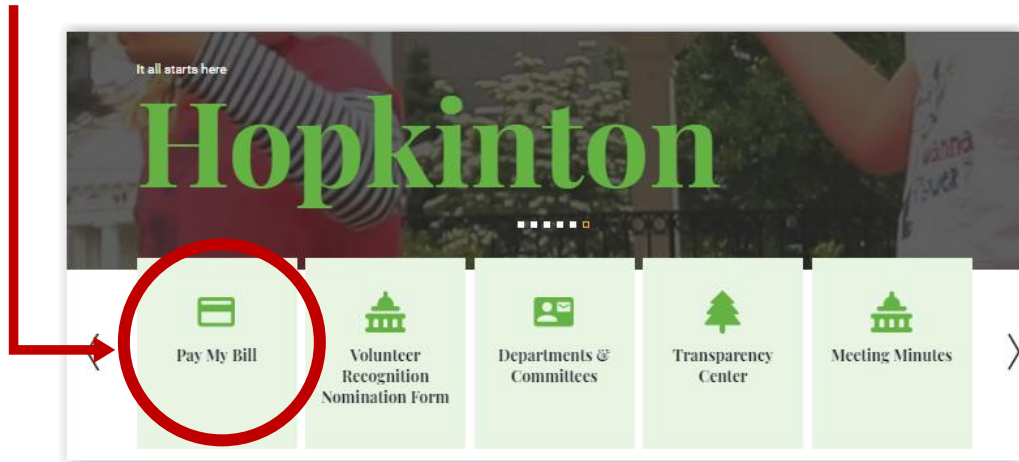 It all starts here
Hopkinton
Pay My Bill
Volunteer
Recognition
Nomination Form
Departments &
Committees
Transparency
Center
Meeting Minutes